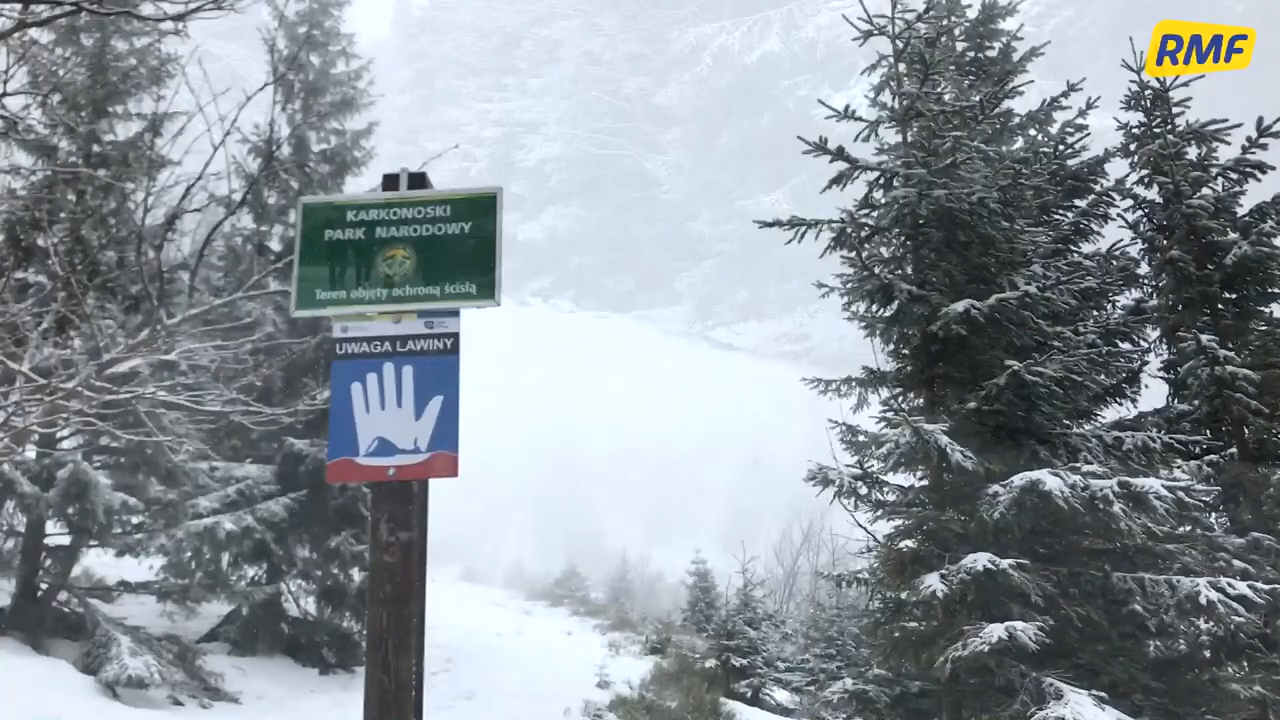 RMF
KARKONOSKI
PARK NARODOWY
Teren objęty ochroną ścisłą
UWAGA LAWINY